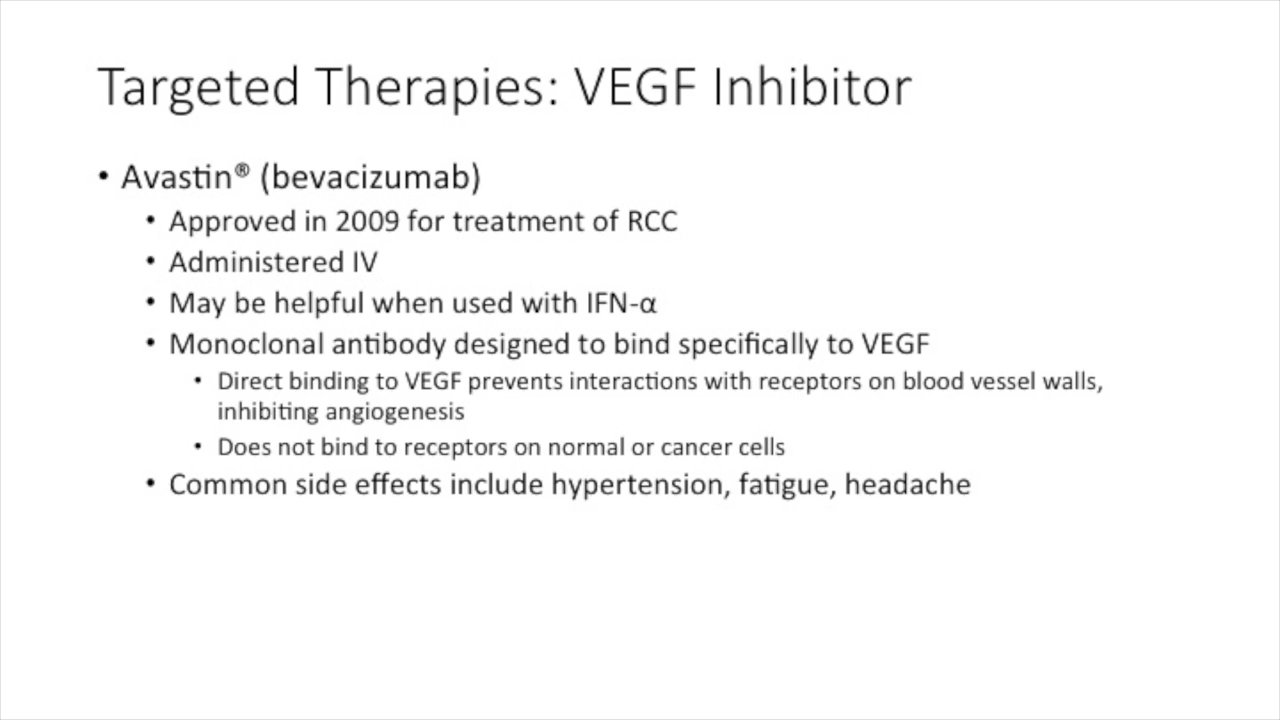 Targeted Therapies: VEGF Inhibitor
• Avastin® (bevacizumab)
• Approved in 2009 for treatment of RCC
• Administered IV
• May be helpful when used with IFN-α
• Monoclonal antibody designed to bind specifically to VEGF
• Direct binding to VEGF prevents interactions with receptors on blood vessel walls,
inhibiting angiogenesis
• Does not bind to receptors on normal or cancer cells
• Common side effects include hypertension, fatigue, headache